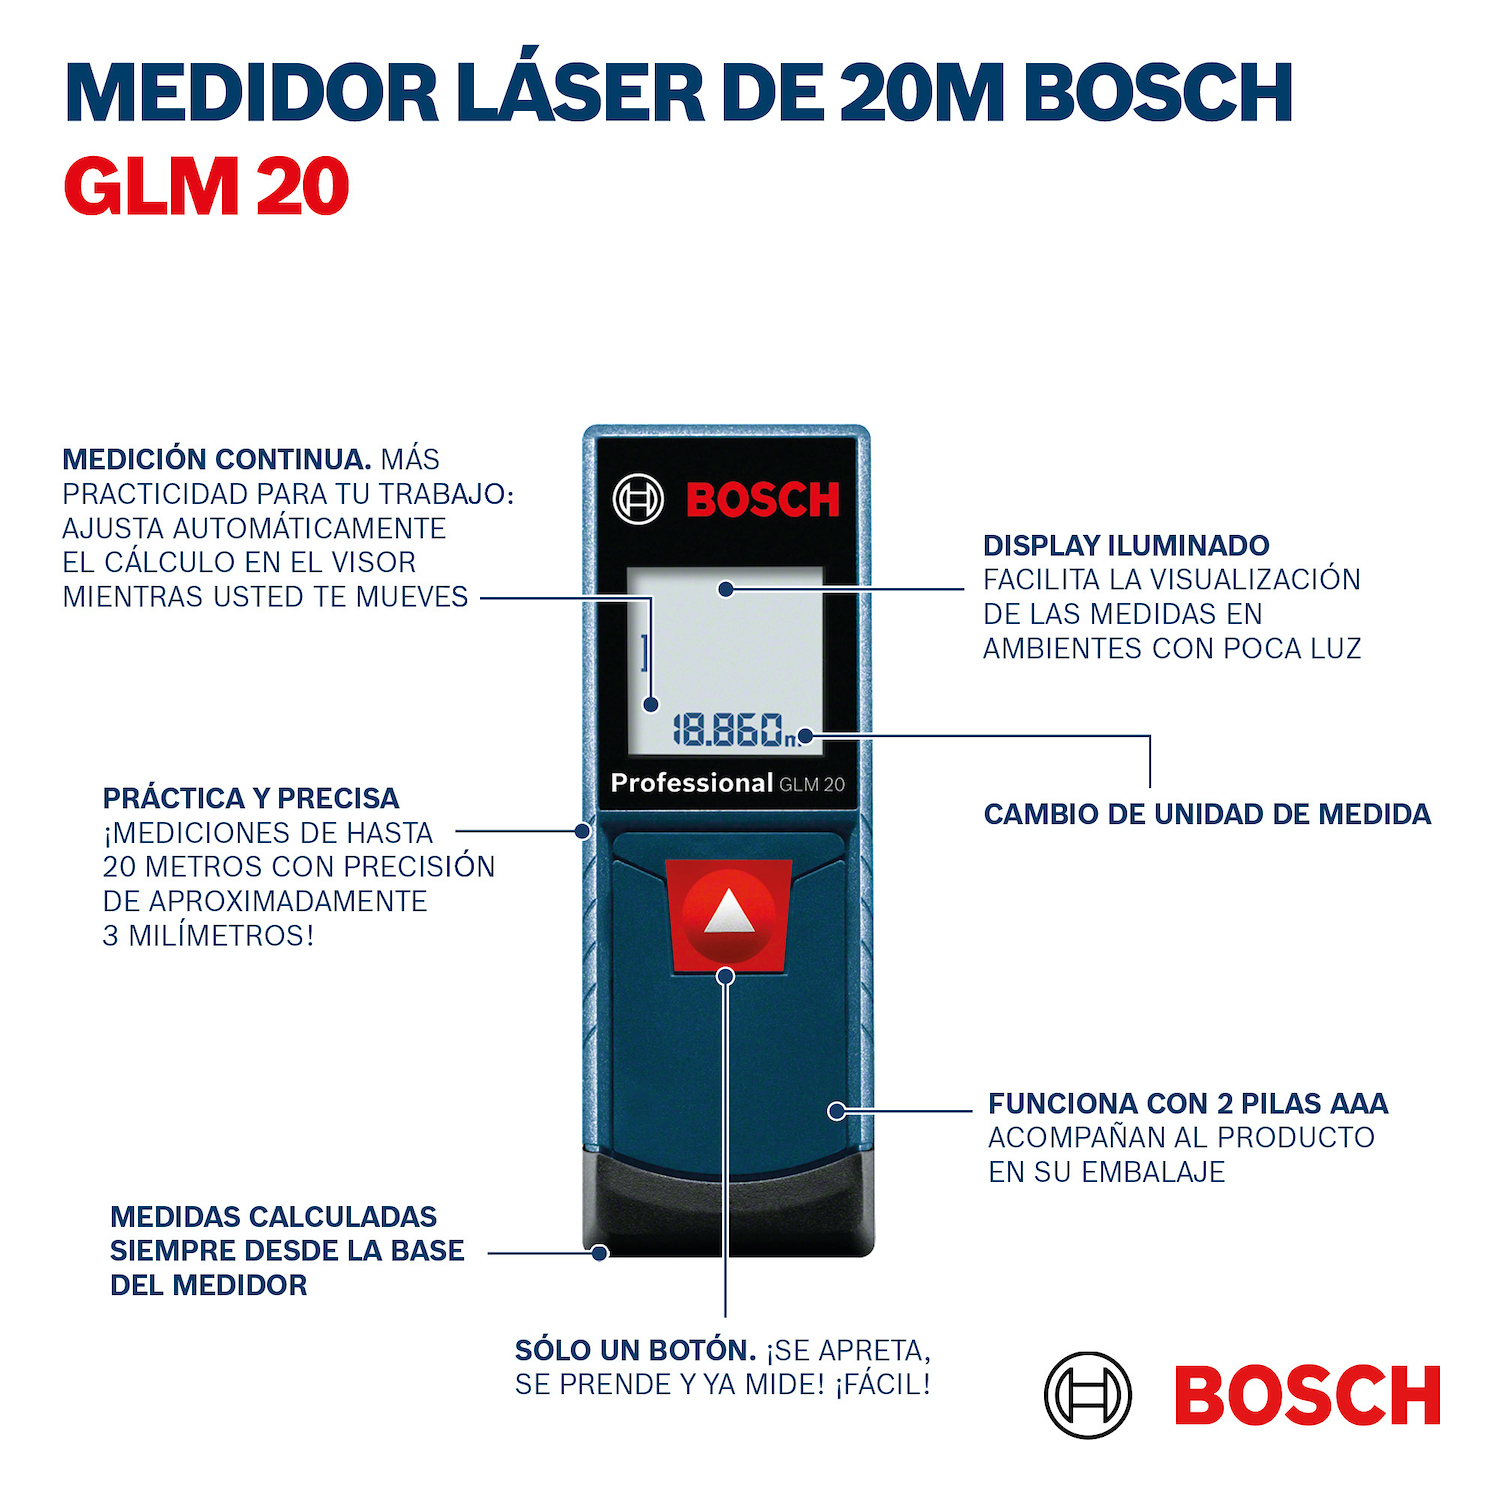 MEDIDOR LÁSER DE 20M BOSCH
GLM 20
MEDICIÓN CONTINUA. MÁS
PRACTICIDAD PARA TU TRABAJO:
AJUSTA AUTOMÁTICAMENTE
EL CÁLCULO EN EL VISOR
MIENTRAS USTED TE MUEVES
BOSCH
18.860m
Professional GLM 20
DISPLAY ILUMINADO
FACILITA LA VISUALIZACIÓN
DE LAS MEDIDAS EN
AMBIENTES CON POCA LUZ
CAMBIO DE UNIDAD DE MEDIDA
PRÁCTICA Y PRECISA
¡MEDICIONES DE HASTA
20 METROS CON PRECISIÓN
DE APROXIMADAMENTE
3 MILÍMETROS!
FUNCIONA CON 2 PILAS AAA
ACOMPAÑAN AL PRODUCTO
EN SU EMBALAJE
MEDIDAS CALCULADAS
SIEMPRE DESDE LA BASE
DEL MEDIDOR
SÓLO UN BOTÓN. ¡SE APRETA,
SE PRENDE Y YA MIDE! ¡FÁCIL!
BOSCH